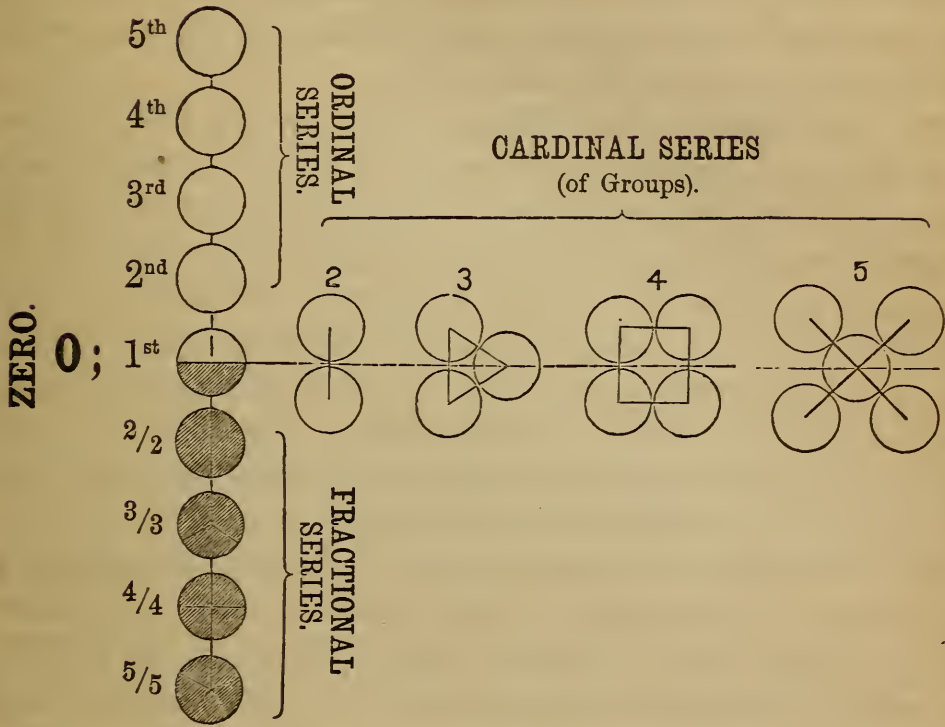 5th
4th
3rd
2nd
ORDINAL
SERIES.
CARDINAL SERIES
(of Groups).
2 3 4 5
ZERO.
0; 1st
2/2
3/3
4/4
5/5
FRACTIONAL
SERIES.